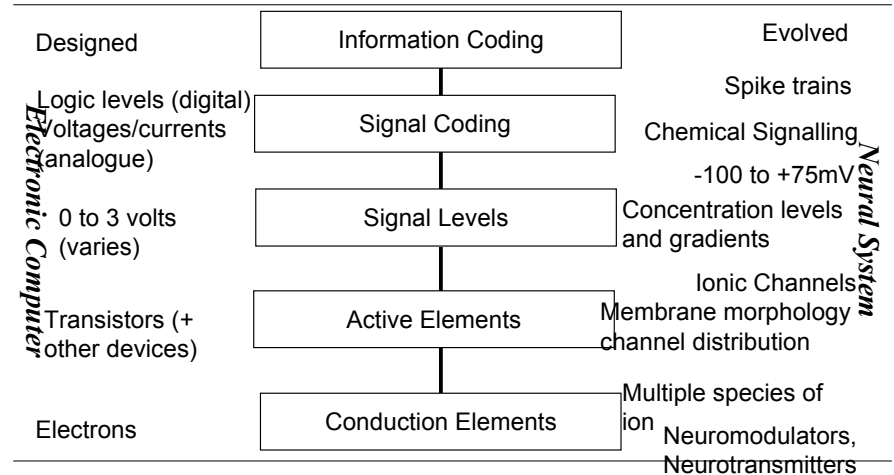 Designed
Information Coding
Evolved
Logic levels (digital)
Voltages/currents
(analogue)
Signal Coding
Spike trains
Chemical Signalling
-100 to +75mV
0 to 3 volts
(varies)
Signal Levels
Concentration levels
and gradients
Transistors (+
other devices)
Active Elements
Ionic Channels
Membrane morphology
channel distribution
Electrons
Conduction Elements
Multiple species of
ion
Neuromodulators,
Neurotransmitters
Electronic Computer
Neural System